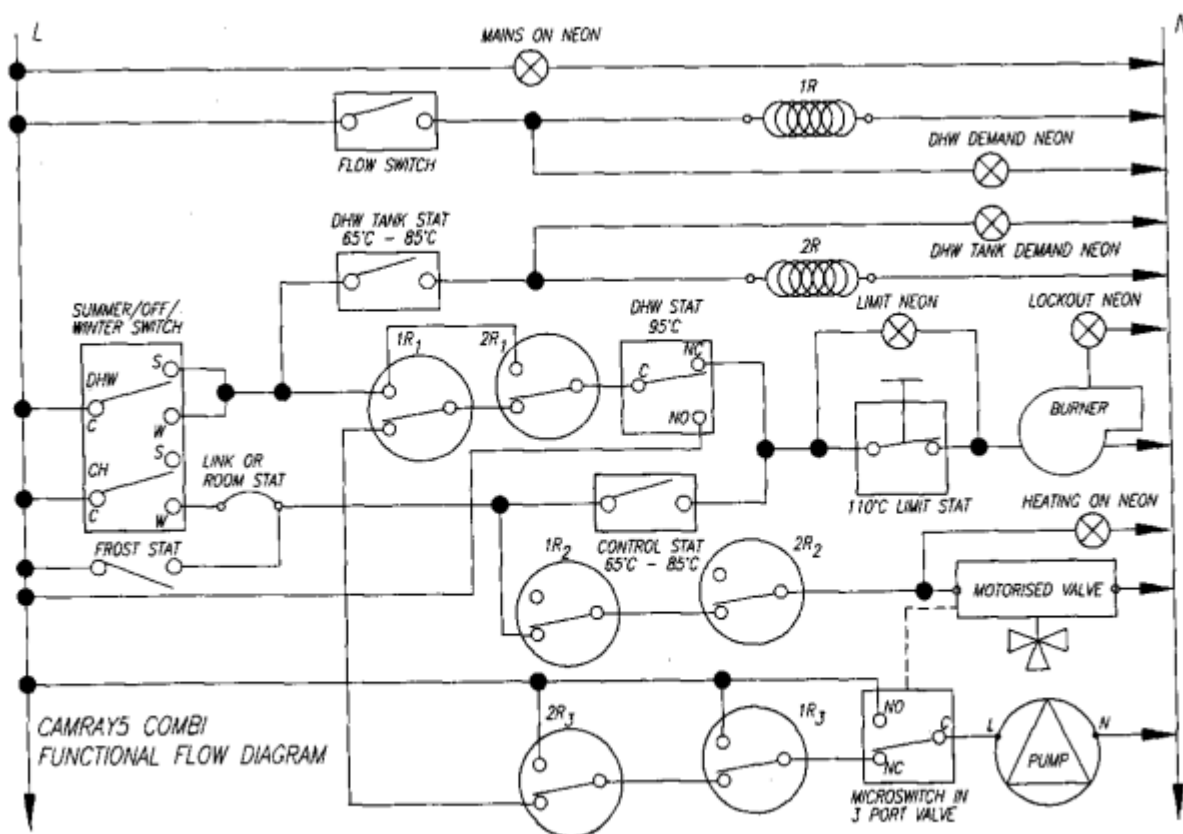 L
N
MAINS ON NEON
1R
FLOW SWITCH
DHW DEMAND NEON
DHW TANK STAT
65°C - 85°C
2R
DHW TANK DEMAND NEON
SUMMER/OFF/
WINTER SWITCH
1R1
2R1
DHW STAT
95°C
LIMIT NEON
LOCKOUT NEON
DHW
S
C
W
NC
C
NO
BURNER
CH
S
C
W
LINK OR
ROOM STAT
110°C LIMIT STAT
FROST STAT
CONTROL STAT
65°C - 85°C
1R2
2R2
HEATING ON NEON
MOTORISED VALVE
CAMRAY5 COMBI
FUNCTIONAL FLOW DIAGRAM
2R3
1R3
NO
C
NC
L
N
PUMP
MICROSWITCH IN
3 PORT VALVE